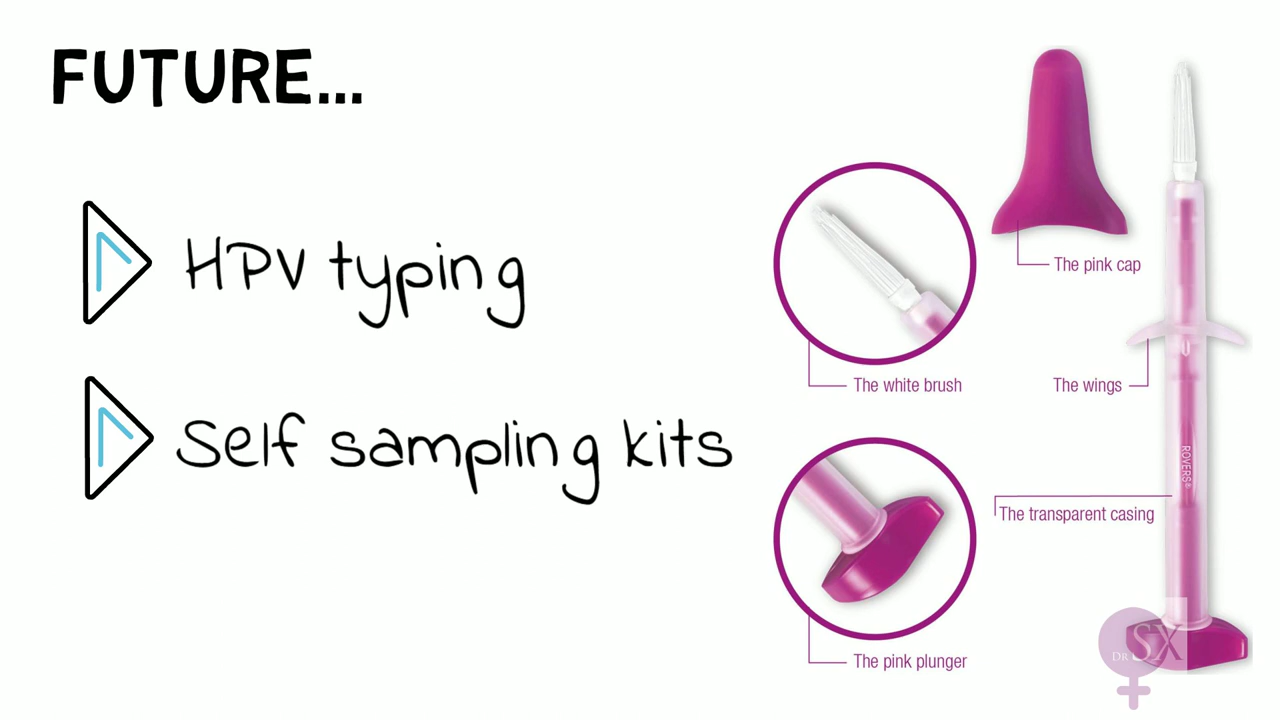 FUTURE...
HPV typing
Self sampling kits
The pink cap
The white brush
The wings
ROVERS®
The transparent casing
The pink plunger
DR SX